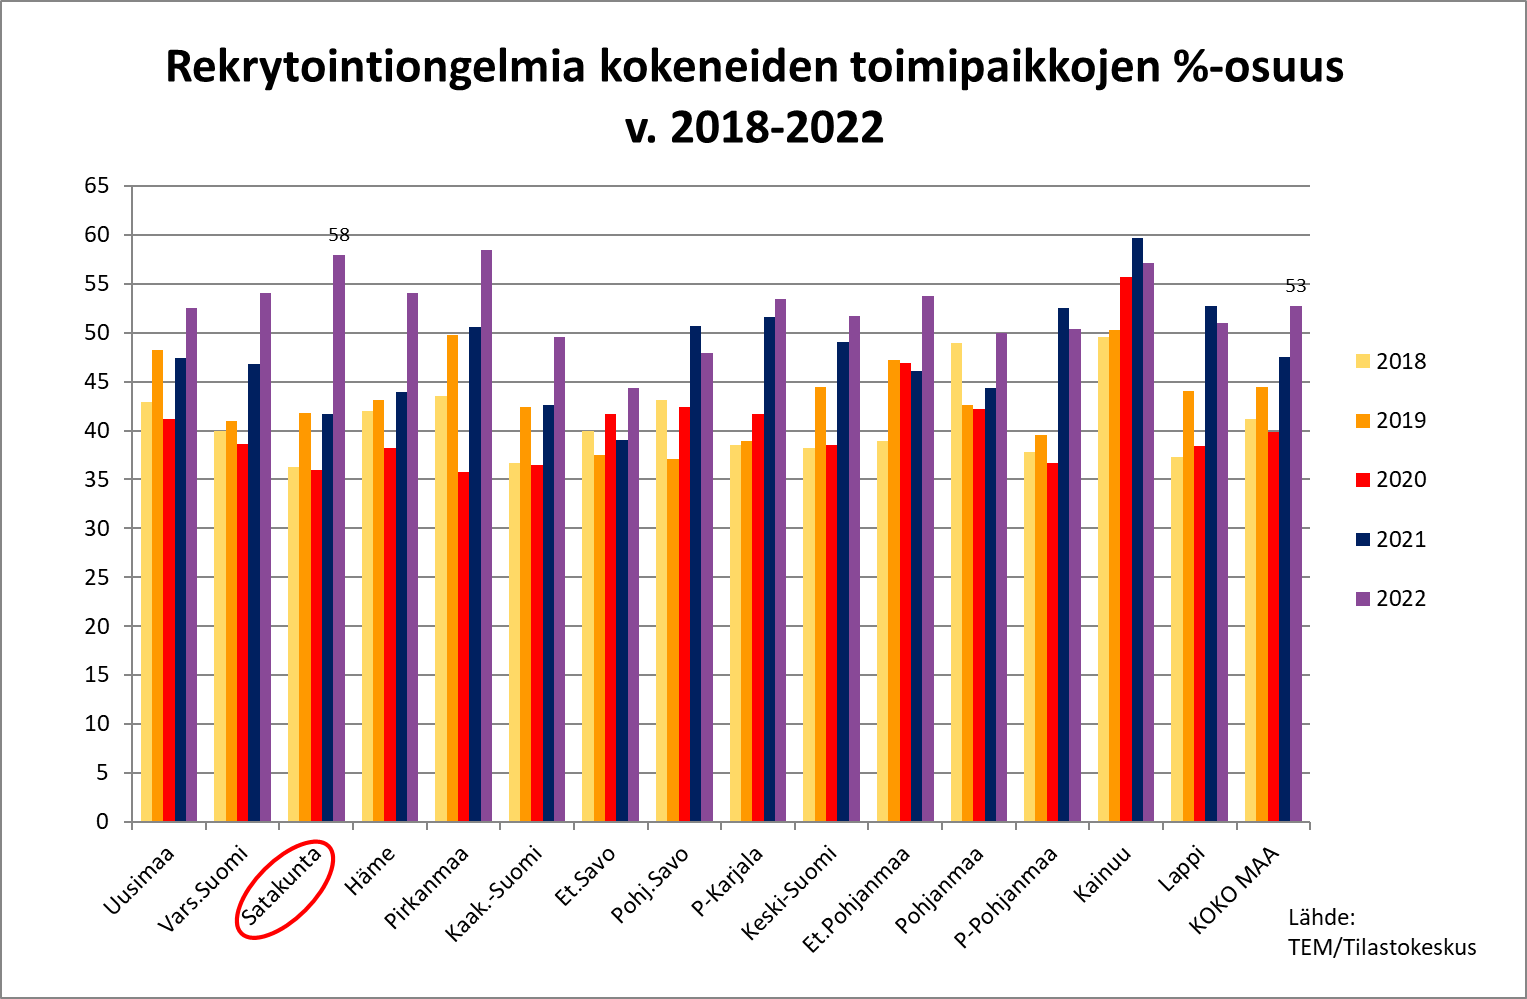 Rekrytointiongelmia kokeneiden toimipaikkojen %-osuus
v. 2018-2022
65
60
55
50
45
40
35
30
25
20
15
10
5
0
58
53
Uusimaa
Vars.Suomi
Satakunta
Häme
Pirkanmaa
Kaak.-Suomi
Et.Savo
Pohj.Savo
P-Karjala
Keski-Suomi
Et.Pohjanmaa
Pohjanmaa
P-Pohjanmaa
Kainuu
Lappi
KOKO MAA
2018
2019
2020
2021
2022
Lähde:
TEM/Tilastokeskus